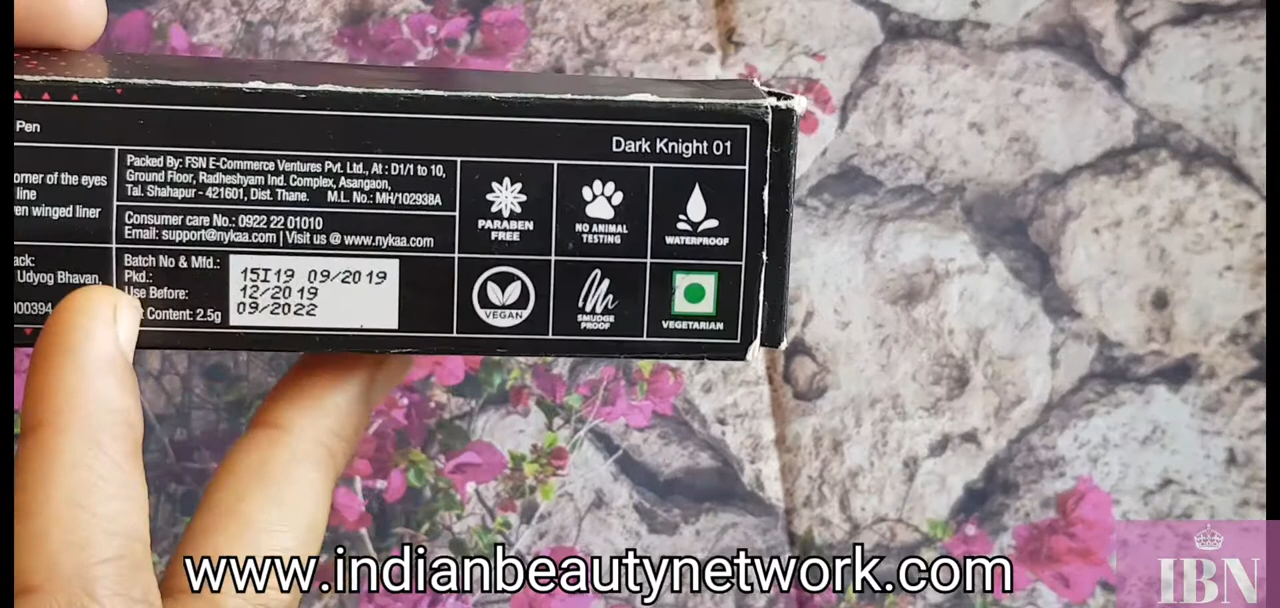 Pen
Dark Knight 01
orner of the eyes
line
en winged liner
ack:
Udyog Bhavan,
000394
Packed By: FSN E-Commerce Ventures Pvt. Ltd., At : D1/1 to 10,
Ground Floor, Radheshyam Ind. Complex, Asangaon,
Tal. Shahapur - 421601, Dist. Thane. M.L. No.: MH/102938A
Consumer care No.: 0922 22 01010
Email: support@nykaa.com | Visit us @ www.nykaa.com
Batch No & Mfd.: 15I19 09/2019
Pkd.: 12/2019
Use Before: 09/2022
t Content: 2.5g
PARABEN
FREE
NO ANIMAL
TESTING
WATERPROOF
VEGAN
SMUDGE
PROOF
VEGETARIAN
www.indianbeautynetwork.com
IBN